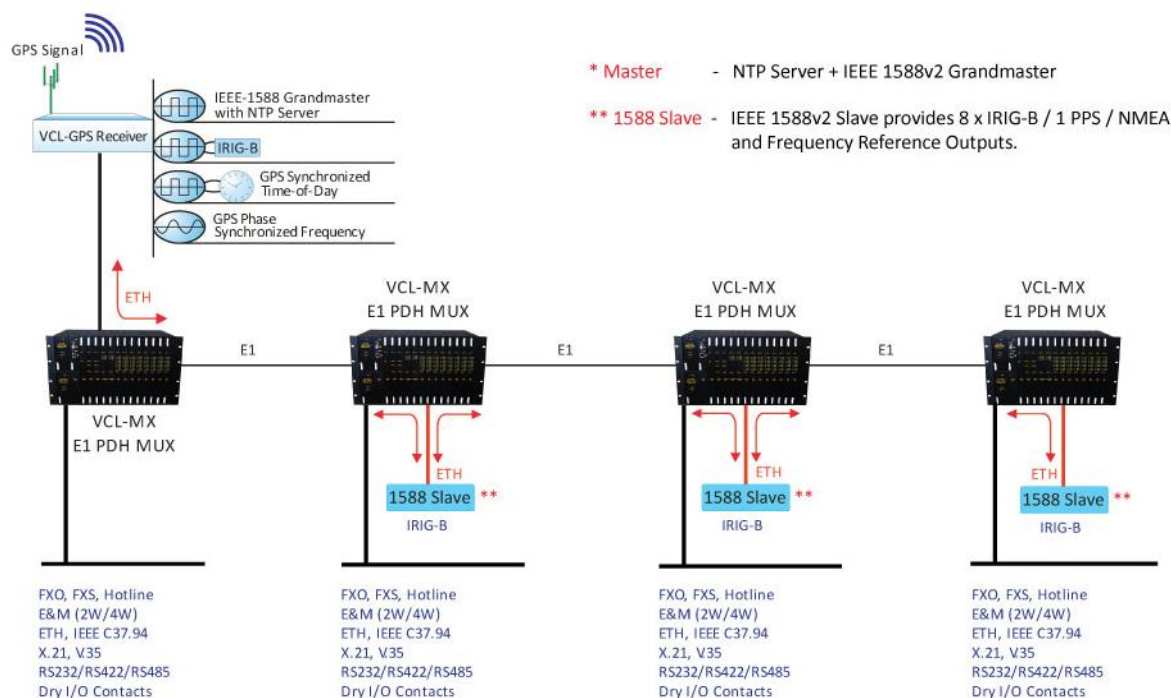 GPS Signal
VCL-GPS Receiver
IEEE-1588 Grandmaster
with NTP Server
IRIG-B
GPS Synchronized
Time-of-Day
GPS Phase
Synchronized Frequency
* Master - NTP Server + IEEE 1588v2 Grandmaster
** 1588 Slave - IEEE 1588v2 Slave provides 8 x IRIG-B / 1 PPS / NMEA
and Frequency Reference Outputs.
ETH
VCL-MX
E1 PDH MUX
E1
VCL-MX
E1 PDH MUX
E1
VCL-MX
E1 PDH MUX
E1
VCL-MX
E1 PDH MUX
ETH
1588 Slave **
IRIG-B
ETH
1588 Slave **
IRIG-B
ETH
1588 Slave **
IRIG-B
FXO, FXS, Hotline
E&M (2W/4W)
ETH, IEEE C37.94
X.21, V.35
RS232/RS422/RS485
Dry I/O Contacts
FXO, FXS, Hotline
E&M (2W/4W)
ETH, IEEE C37.94
X.21, V.35
RS232/RS422/RS485
Dry I/O Contacts
FXO, FXS, Hotline
E&M (2W/4W)
ETH, IEEE C37.94
X.21, V.35
RS232/RS422/RS485
Dry I/O Contacts
FXO, FXS, Hotline
E&M (2W/4W)
ETH, IEEE C37.94
X.21, V.35
RS232/RS422/RS485
Dry I/O Contacts